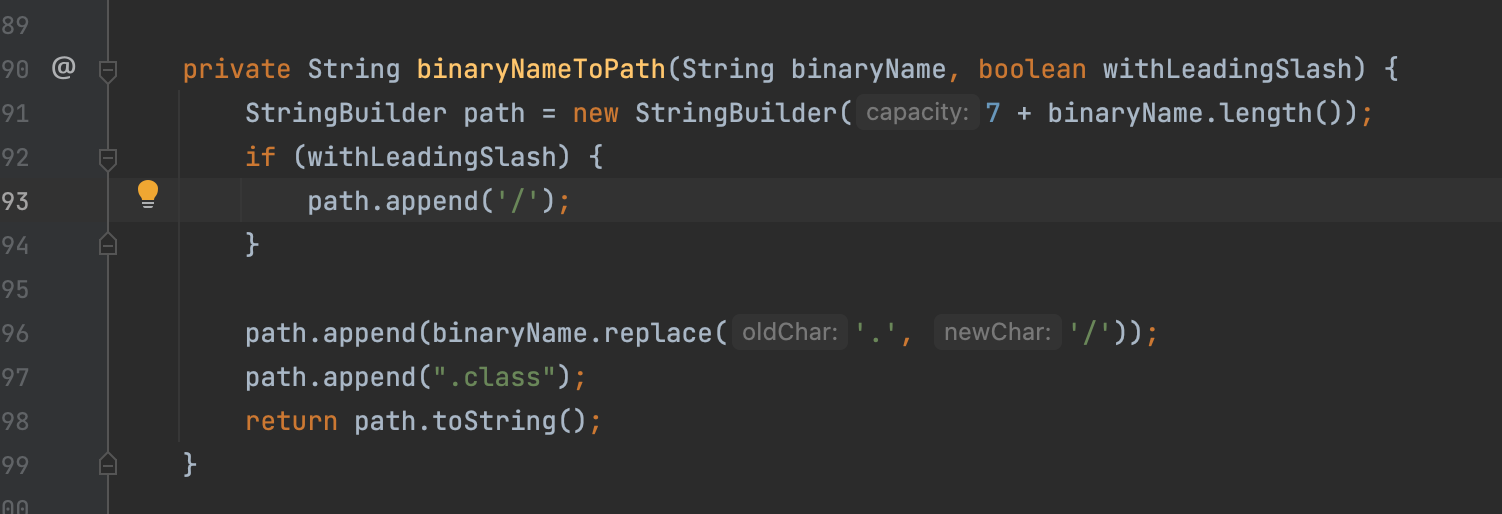 89
90 @ private String binaryNameToPath(String binaryName, boolean withLeadingSlash) {
91 StringBuilder path = new StringBuilder( capacity: 7 + binaryName.length());
92 if (withLeadingSlash) {
93 path.append('/');
94 }
95
96 path.append(binaryName.replace( oldChar: '.', newChar: '/'));
97 path.append(".class");
98 return path.toString();
99 }
00